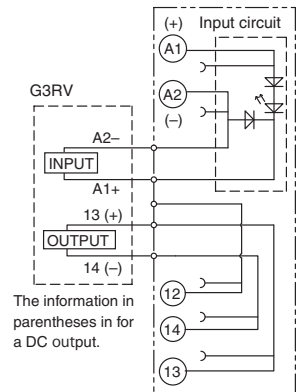 (+)
Input circuit
A1
A2
(–)
G3RV
A2–
INPUT
A1+
13 (+)
OUTPUT
14 (–)
The information in
parentheses in for
a DC output.
12
14
13